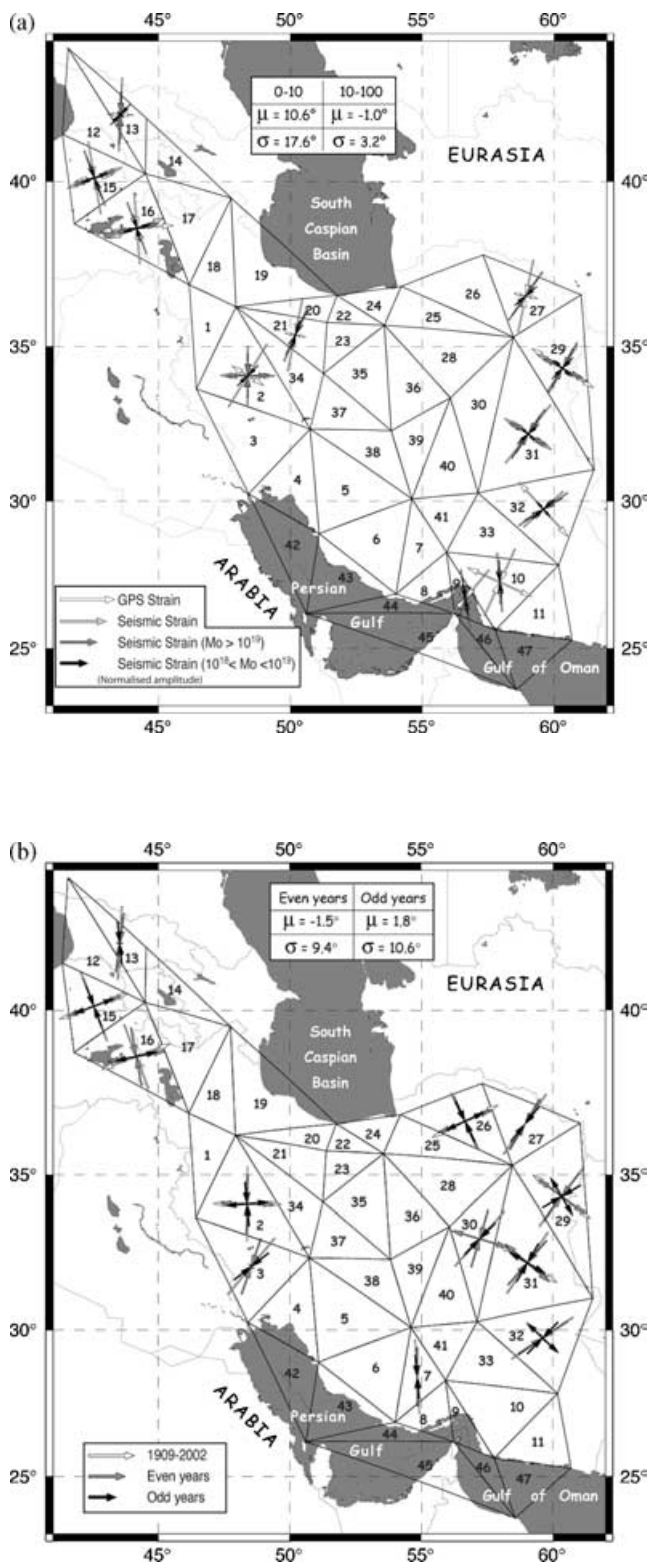 (a)
45° 50° 55° 60°
0-10 10-100
μ = 10.6° μ = -1.0°
σ = 17.6° σ = 3.2°
EURASIA
12 13 14
40° 40°
15
16 17
South
Caspian
Basin
18 19
20 24 26 27
21 22 25
1 23
35° 35°
29
34 35 28
2 36 30
37
3 38 39 31
4 5 40
30° 30°
32
41 33
42 6 7
43 10
ARABIA
Persian
8 9
44 11
Gulf
45 46 47
25° 25°
Gulf of Oman
GPS Strain
Seismic Strain
Seismic Strain (Mo > 10¹⁹)
Seismic Strain (10¹⁸< Mo <10¹⁹)
(Normalised amplitude)
45° 50° 55° 60°
(b)
45° 50° 55° 60°
Even years Odd years
μ = -1.5° μ = 1,8°
σ = 9,4° σ = 10.6°
EURASIA
12 13 14
40° 40°
15
16 17
South
Caspian
Basin
18 19
20 24 26 27
21 22 25
1 23
35° 35°
29
34 35 28
2 36 30
37
3 38 39 31
4 5 40
30° 30°
32
41 33
42 6 7
43 10
ARABIA
Persian
8 9
44 11
Gulf
45 46 47
25° 25°
Gulf of Oman
1909-2002
Even years
Odd years
45° 50° 55° 60°